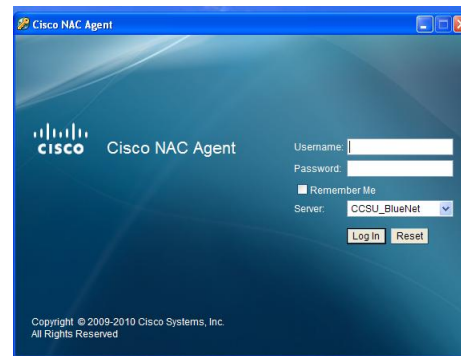 Cisco NAC Agent
CISCO
Cisco NAC Agent
Username:
Password:
Remember Me
Server: CCSU_BlueNet
Log In Reset
Copyright © 2009-2010 Cisco Systems, Inc.
All Rights Reserved